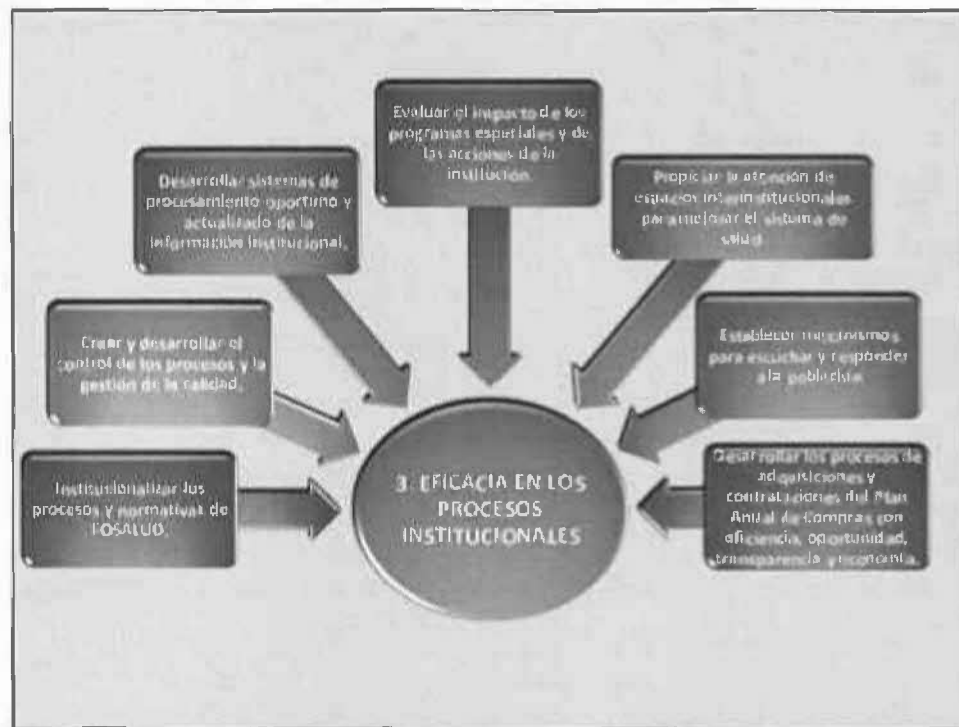 Evaluar el impacto de los
programas especiales y de
las acciones de la
institución.
Desarrollar sistemas de
procesamiento oportuno y
actualizado de la
información institucional.
Propiciar la atención de
espacios interinstitucionales
para mejorar el sistema de
salud
Crear y desarrollar el
control de los procesos y la
gestión de la calidad.
Establecer mecanismos
para escuchar y responder
a la población.
Institucionalizar los
procesos y normativas de
FOSALUD.
3. EFICACIA EN LOS
PROCESOS
INSTITUCIONALES
Desarrollar los procesos de
adquisiciones y
contrataciones del Plan
Anual de Compras con
eficiencia, oportunidad,
transparencia y economía.